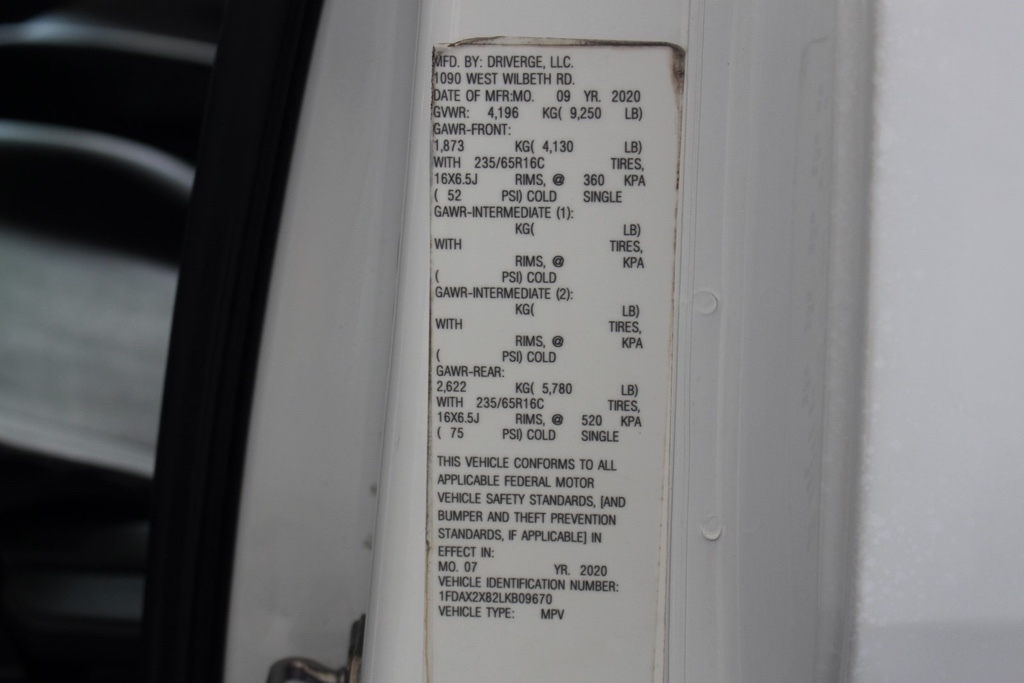 MFD. BY: DRIVERGE, LLC.
1090 WEST WILBETH RD.
DATE OF MFR:MO. 09 YR. 2020
GVWR: 4,196 KG( 9,250 LB)
GAWR-FRONT:
1,873 KG( 4,130 LB)
WITH 235/65R16C TIRES,
16X6.5J RIMS, @ 360 KPA
( 52 PSI) COLD SINGLE
GAWR-INTERMEDIATE (1):
KG( LB)
WITH TIRES,
RIMS, @ KPA
( PSI) COLD
GAWR-INTERMEDIATE (2):
KG( LB)
WITH TIRES,
RIMS, @ KPA
( PSI) COLD
GAWR-REAR:
2,622 KG( 5,780 LB)
WITH 235/65R16C TIRES,
16X6.5J RIMS, @ 520 KPA
( 75 PSI) COLD SINGLE
THIS VEHICLE CONFORMS TO ALL
APPLICABLE FEDERAL MOTOR
VEHICLE SAFETY STANDARDS, [AND
BUMPER AND THEFT PREVENTION
STANDARDS, IF APPLICABLE] IN
EFFECT IN:
MO. 07 YR. 2020
VEHICLE IDENTIFICATION NUMBER:
1FDAX2X82LKB09670
VEHICLE TYPE: MPV